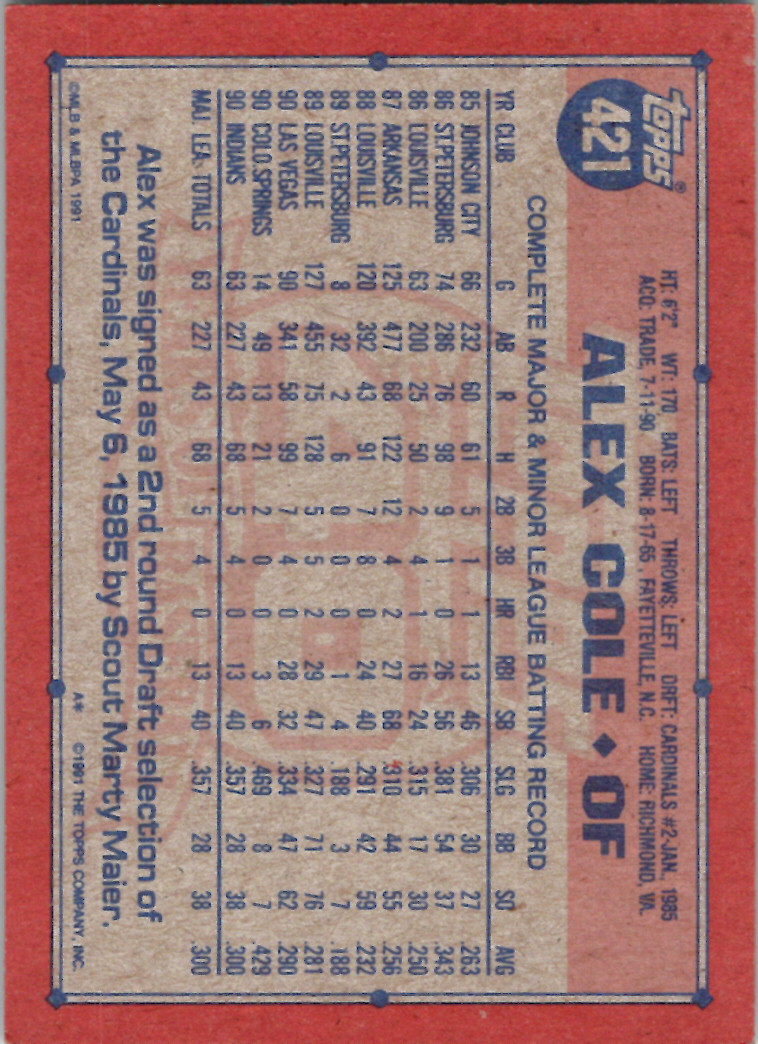 Topps®
421
HT: 6'2" WT: 170 BATS: LEFT THROWS: LEFT DRFT: CARDINALS #2-JAN. 1985
ACQ: TRADE, 7-11-90 BORN: 8-17-65, FAYETTEVILLE, N.C. HOME: RICHMOND, VA.
ALEX COLE ◆ OF
COMPLETE MAJOR & MINOR LEAGUE BATTING RECORD
YR CLUB G AB R H 2B 3B HR RBI SB SLG BB SO AVG
85 JOHNSON CITY 66 232 60 61 5 1 1 13 46 .306 30 27 .263
86 ST.PETERSBURG 74 286 76 98 9 1 0 26 56 .381 54 37 .343
86 LOUISVILLE 63 200 25 50 2 4 1 16 24 .315 17 30 .250
87 ARKANSAS 125 477 68 122 12 4 2 27 68 .310 44 55 .256
88 LOUISVILLE 120 392 43 91 7 8 0 24 40 .291 42 59 .232
89 ST.PETERSBURG 8 32 2 6 0 0 0 1 4 .188 3 7 .188
89 LOUISVILLE 127 455 75 128 5 5 2 29 47 .327 71 76 .281
90 LAS VEGAS 90 341 58 99 7 4 0 28 32 .334 47 62 .290
90 COLO.SPRINGS 14 49 13 21 2 0 0 3 6 .469 8 7 .429
90 INDIANS 63 227 43 68 5 4 0 13 40 .357 28 38 .300
MAJ. LEA. TOTALS 63 227 43 68 5 4 0 13 40 .357 28 38 .300
Alex was signed as a 2nd round Draft selection of
the Cardinals, May 6, 1985 by Scout Marty Maier.
©MLB & MLBPA 1991 A* ©1991 THE TOPPS COMPANY, INC.